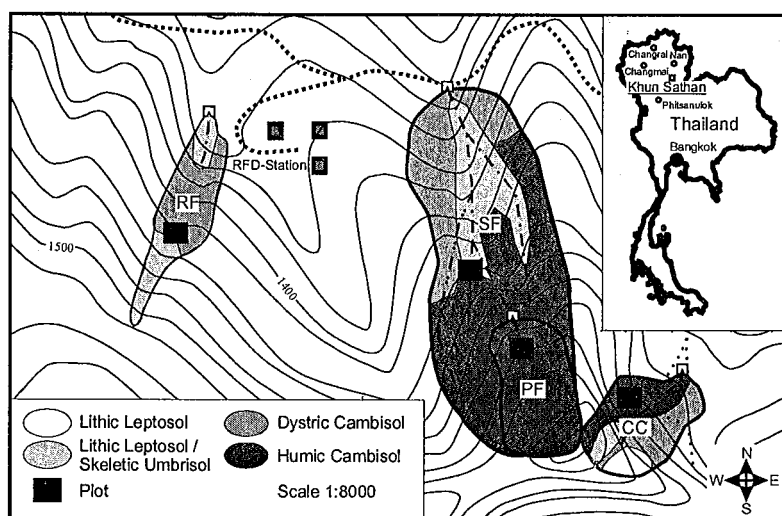 Changrai
Nan
Changmai
Khun Sathan
Phitsanulok
Thailand
Bangkok
RFD-Station
RF
SF
1500
1400
PF
CC
Lithic Leptosol
Dystric Cambisol
Lithic Leptosol /
Skeletic Umbrisol
Humic Cambisol
Plot
Scale 1:8000
N
W
E
S